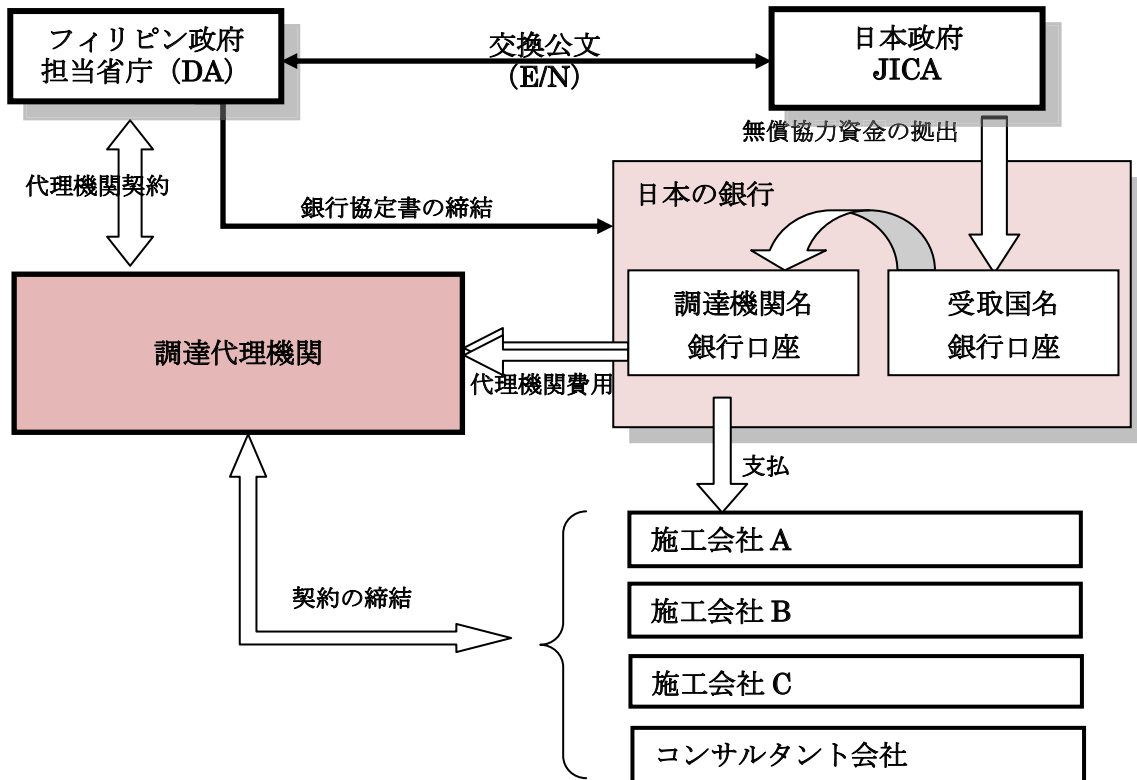 フィリピン政府
担当省庁（DA）
交換公文
(E/N)
日本政府
JICA
無償協力資金の拠出
代理機関契約
銀行協定書の締結
日本の銀行
調達機関名
銀行口座
受取国名
銀行口座
調達代理機関
代理機関費用
支払
施工会社 A
契約の締結
施工会社 B
施工会社 C
コンサルタント会社